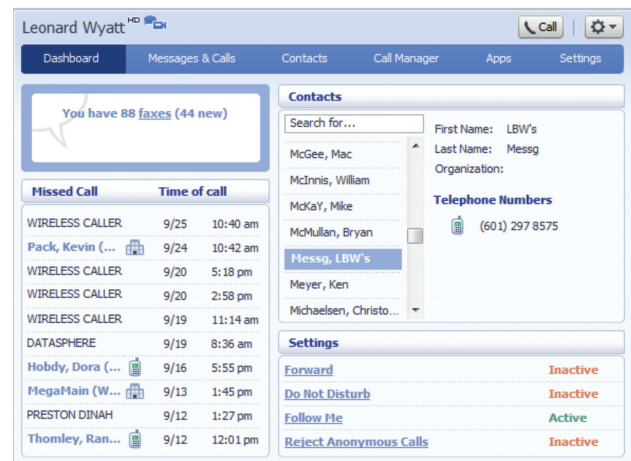 Leonard Wyatt HD
Call
Dashboard Messages & Calls Contacts Call Manager Apps Settings
You have 88 faxes (44 new)
Missed Call Time of call
WIRELESS CALLER 9/25 10:40 am
Pack, Kevin (... 9/24 10:42 am
WIRELESS CALLER 9/20 5:18 pm
WIRELESS CALLER 9/20 2:58 pm
WIRELESS CALLER 9/19 11:14 am
DATASPHERE 9/19 8:36 am
Hobdy, Dora (... 9/16 5:55 pm
MegaMain (W... 9/13 1:45 pm
PRESTON DINAH 9/12 1:27 pm
Thomley, Ran... 9/12 12:01 pm
Contacts
Search for...
McGee, Mac
McInnis, William
McKaY, Mike
McMullan, Bryan
Messg, LBW's
Meyer, Ken
Michaelsen, Christo...
First Name: LBW's
Last Name: Messg
Organization:
Telephone Numbers
(601) 297 8575
Settings
Forward Inactive
Do Not Disturb Inactive
Follow Me Active
Reject Anonymous Calls Inactive